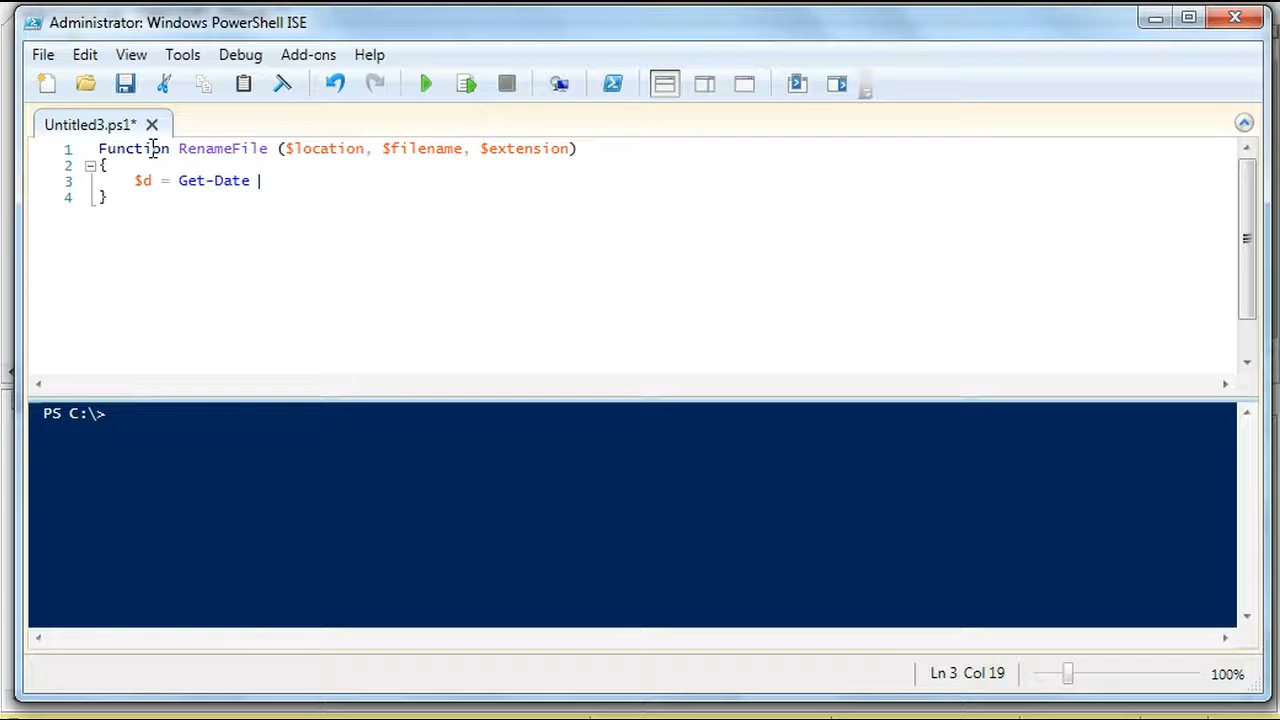 Administrator: Windows PowerShell ISE
File Edit View Tools Debug Add-ons Help
Untitled3.ps1*
1 Function RenameFile ($location, $filename, $extension)
2 {
3 $d = Get-Date
4 }
PS C:\>
Ln 3 Col 19 100%